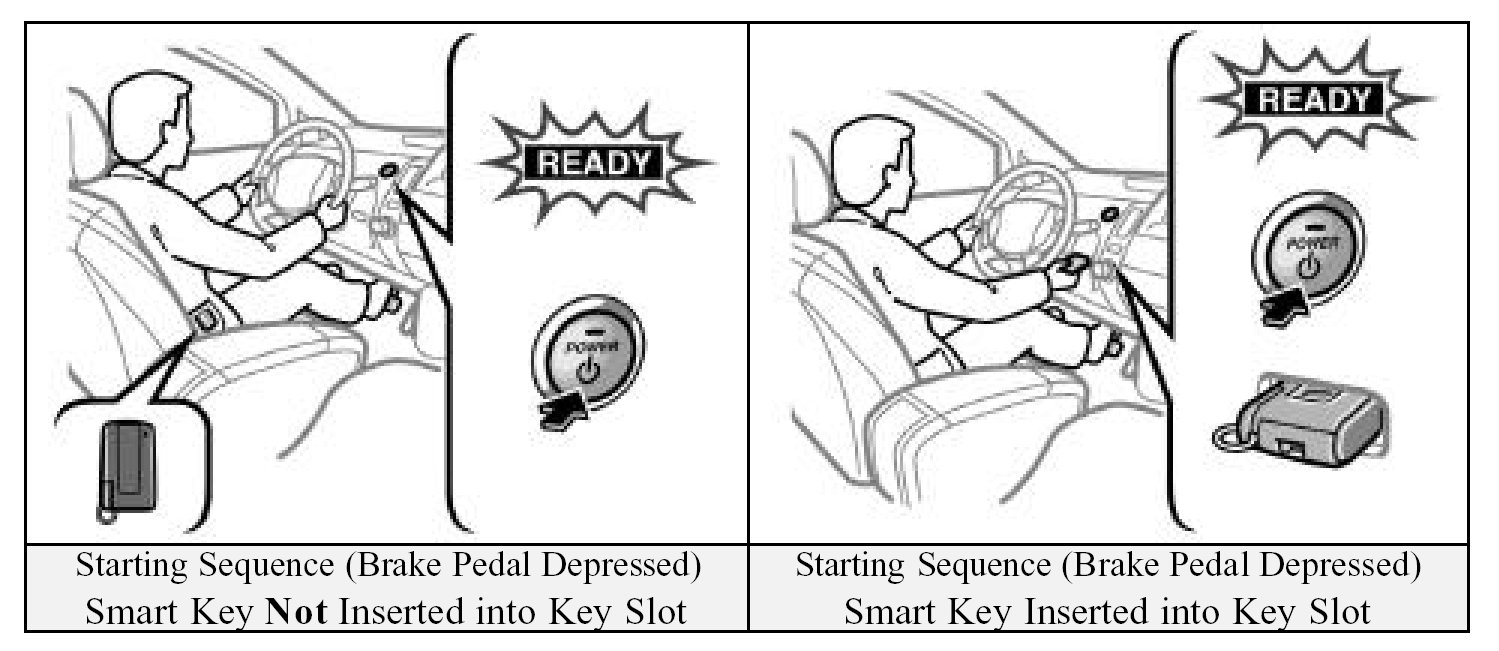 READY
POWER
READY
POWER
Starting Sequence (Brake Pedal Depressed)
Smart Key Not Inserted into Key Slot
Starting Sequence (Brake Pedal Depressed)
Smart Key Inserted into Key Slot